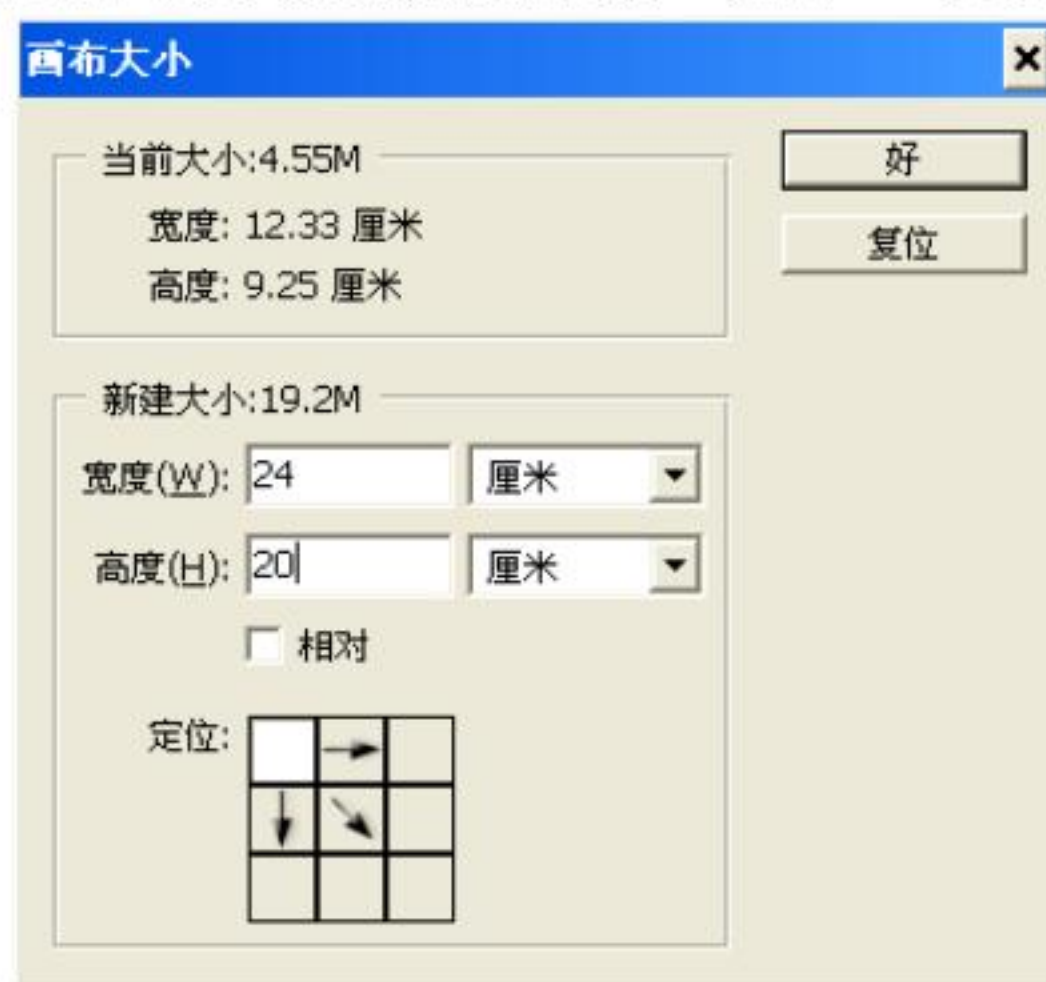 画布大小
当前大小:4.55M
宽度: 12.33 厘米
高度: 9.25 厘米
好
复位
新建大小:19.2M
宽度(W): 24 厘米
高度(H): 20 厘米
相对
定位: